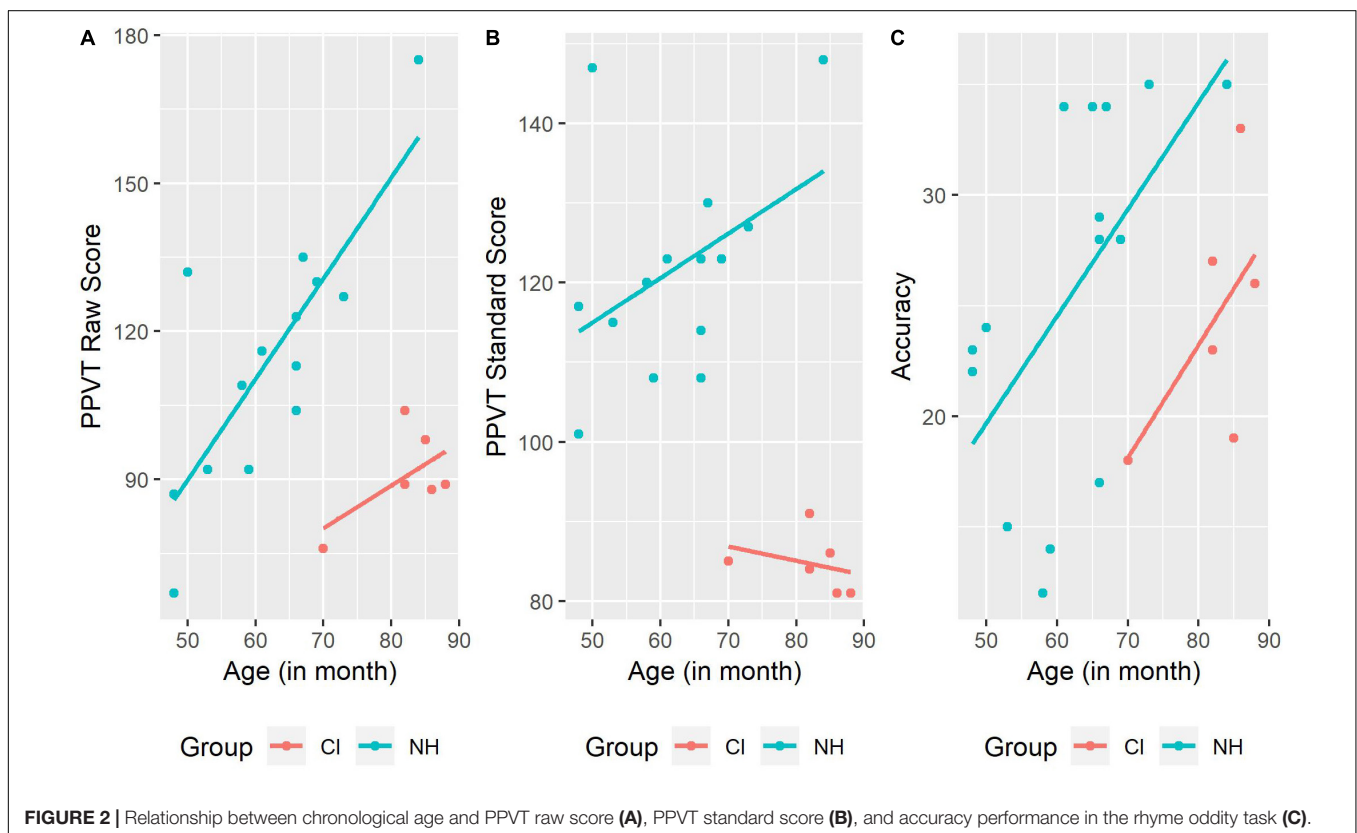 A
B
C
180
150
120
90
PPVT Raw Score
50 60 70 80 90
Age (in month)
140
120
100
80
PPVT Standard Score
50 60 70 80 90
Age (in month)
30
20
Accuracy
50 60 70 80 90
Age (in month)
Group CI NH
Group CI NH
Group CI NH
FIGURE 2 | Relationship between chronological age and PPVT raw score (A), PPVT standard score (B), and accuracy performance in the rhyme oddity task (C).